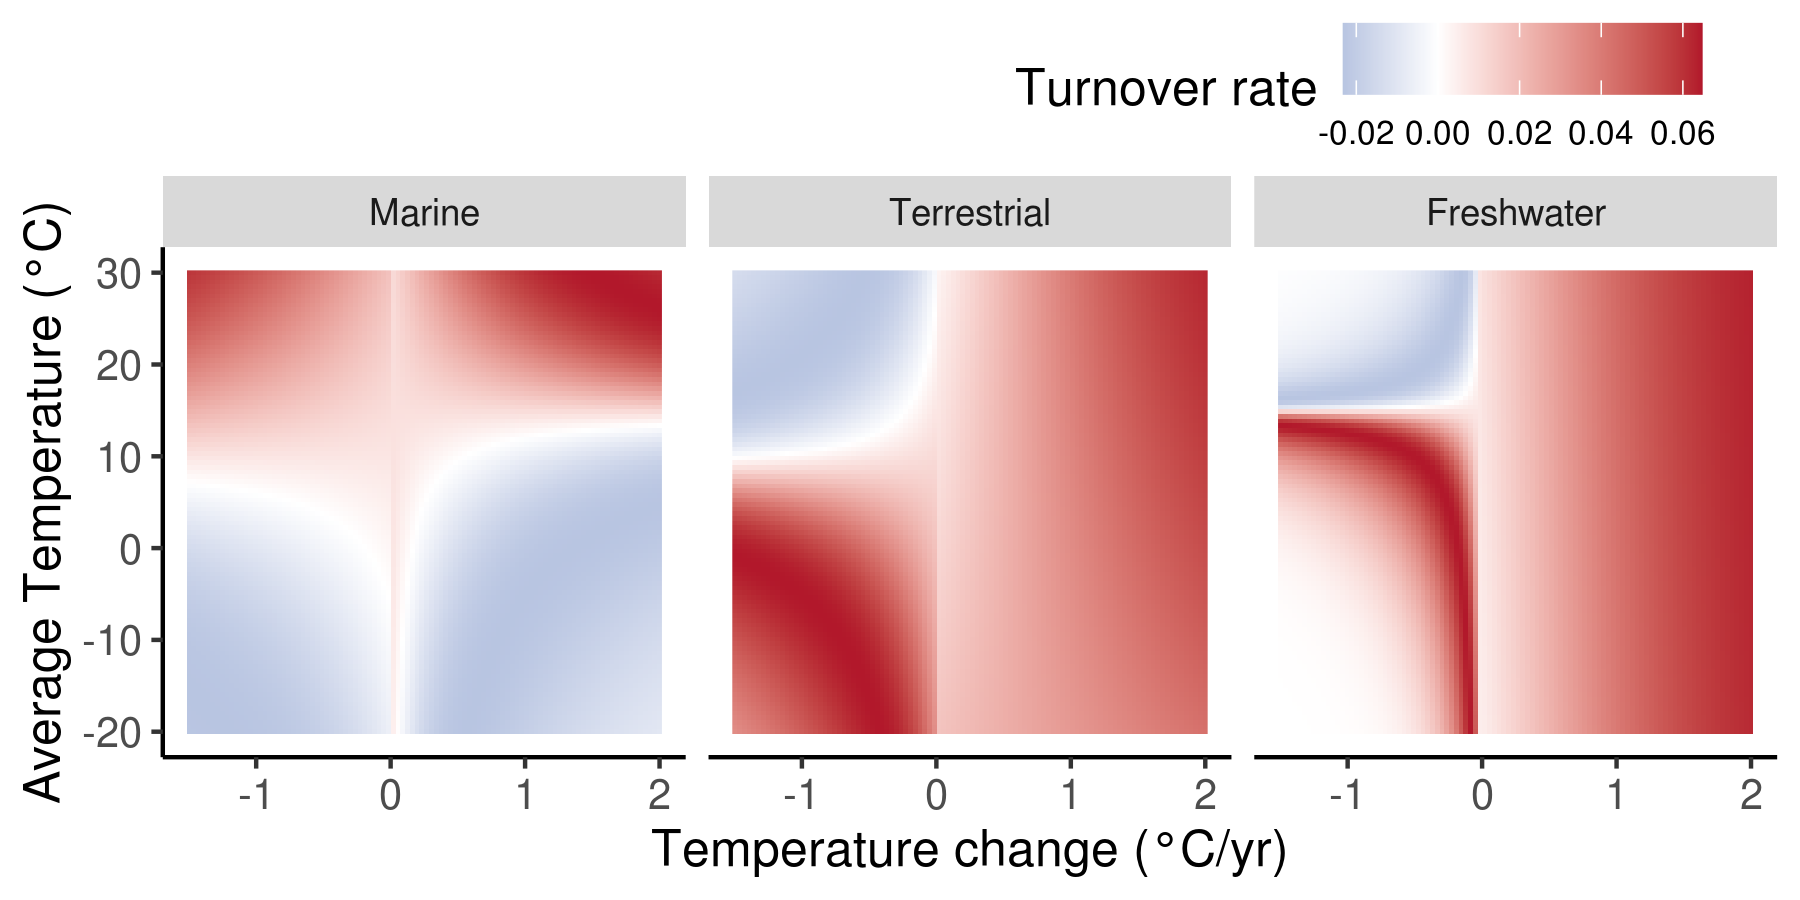 Turnover rate
-0.02 0.00 0.02 0.04 0.06
Marine Terrestrial Freshwater
Average Temperature (°C)
30
20
10
0
-10
-20
-1 0 1 2 -1 0 1 2 -1 0 1 2
Temperature change (°C/yr)